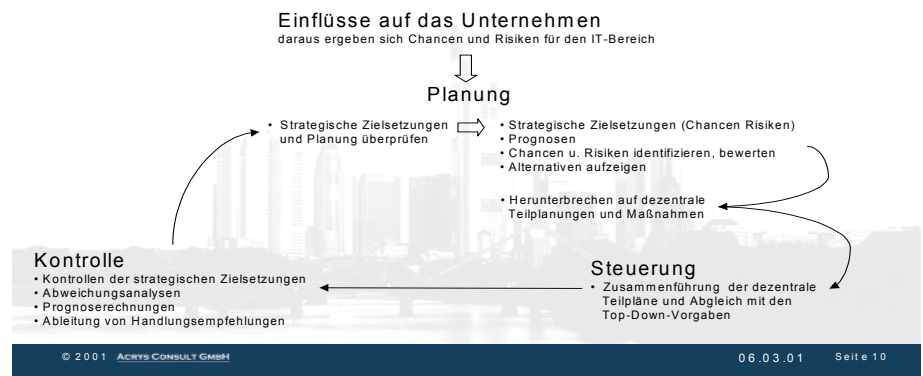 Einflüsse auf das Unternehmen
daraus ergeben sich Chancen und Risiken für den IT-Bereich
Planung
• Strategische Zielsetzungen
und Planung überprüfen
• Strategische Zielsetzungen (Chancen Risiken)
• Prognosen
• Chancen u. Risiken identifizieren, bewerten
• Alternativen aufzeigen
• Herunterbrechen auf dezentrale
Teilplanungen und Maßnahmen
Kontrolle
• Kontrollen der strategischen Zielsetzungen
• Abweichungsanalysen
• Prognoserechnungen
• Ableitung von Handlungsempfehlungen
Steuerung
• Zusammenführung der dezentrale
Teilpläne und Abgleich mit den
Top-Down-Vorgaben
© 2001 ACRYS CONSULT GMBH
06.03.01 Seite 10